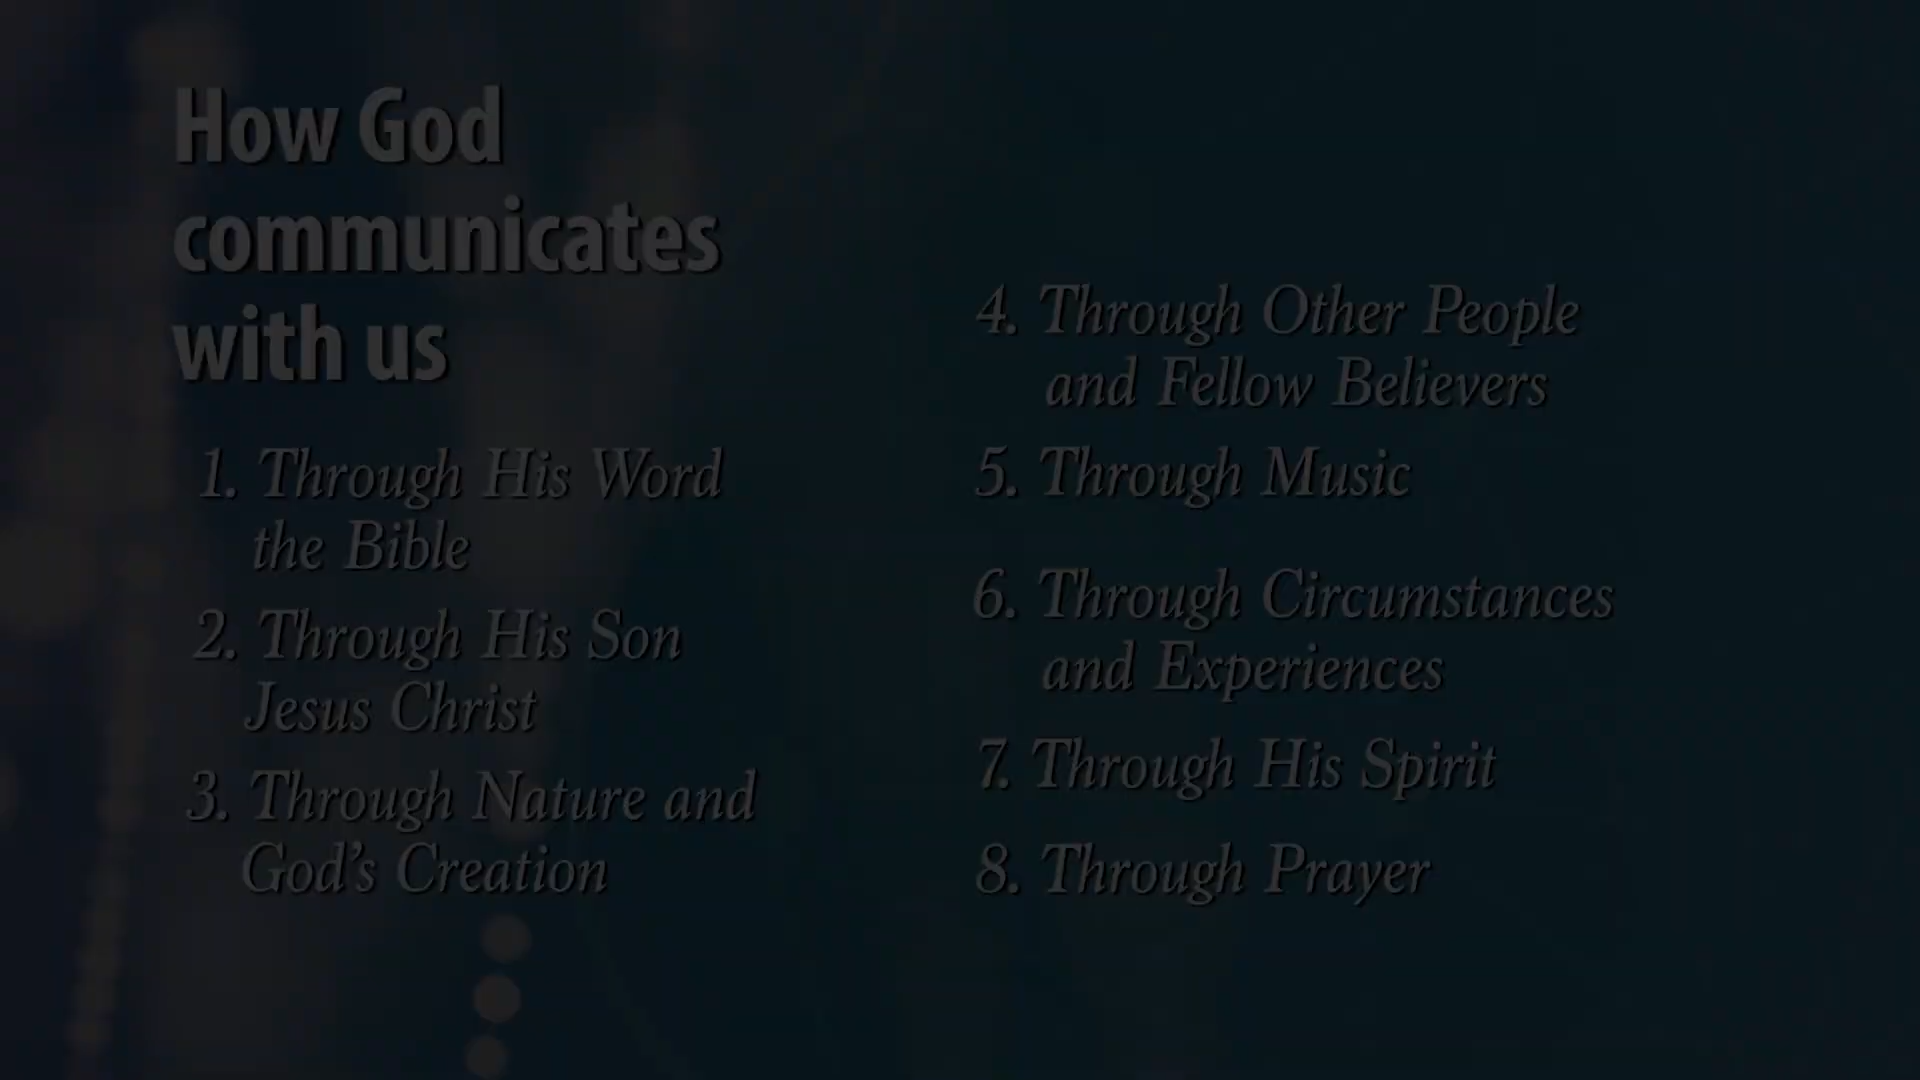 How God
communicates
with us
1. Through His Word
the Bible
2. Through His Son
Jesus Christ
3. Through Nature and
God's Creation
4. Through Other People
and Fellow Believers
5. Through Music
6. Through Circumstances
and Experiences
7. Through His Spirit
8. Through Prayer